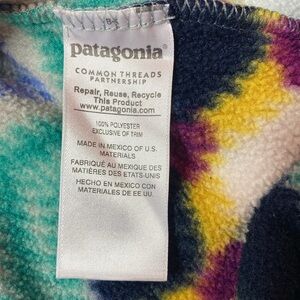 patagonia®
COMMON THREADS
PARTNERSHIP
Repair, Reuse, Recycle
This Product
www.patagonia.com
100% POLYESTER
EXCLUSIVE OF TRIM
MADE IN MEXICO OF U.S.
MATERIALS
FABRIQUÉ AU MEXIQUE DES
MATIÈRES DES ETATS-UNIS
HECHO EN MEXICO CON
MATERIALES DE EE UU.